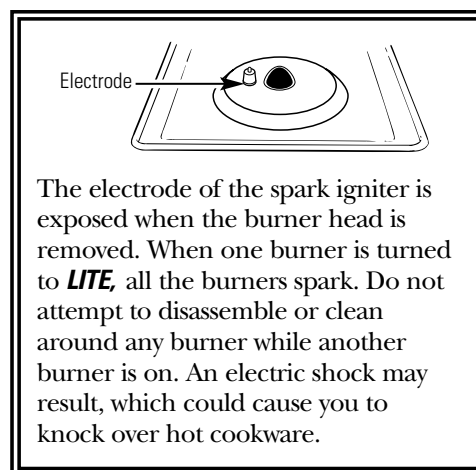 Electrode
The electrode of the spark igniter is
exposed when the burner head is
removed. When one burner is turned
to LITE, all the burners spark. Do not
attempt to disassemble or clean
around any burner while another
burner is on. An electric shock may
result, which could cause you to
knock over hot cookware.